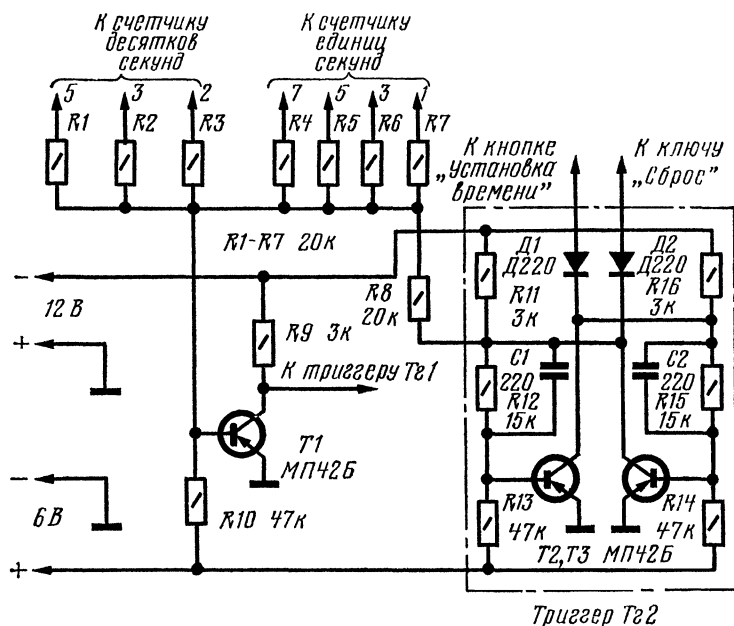 К счетчику
десятков
секунд
К счетчику
единиц
секунд
5 3 2 7 5 3 1
R1 R2 R3 R4 R5 R6 R7
К кнопке
„Установка
времени"
К ключу
„Сброс"
R1-R7 20к
Д1
Д220
R11
3к
Д2
Д220
R16
3к
-
12 В
+
R8
20к
R9 3к
К триггеру Тг1
C1
220
R12
15к
C2
220
R15
15к
T1
МП42Б
-
6 В
+
R10 47к
R13
47к
R14
47к
T2,T3 МП42Б
Триггер Тг2